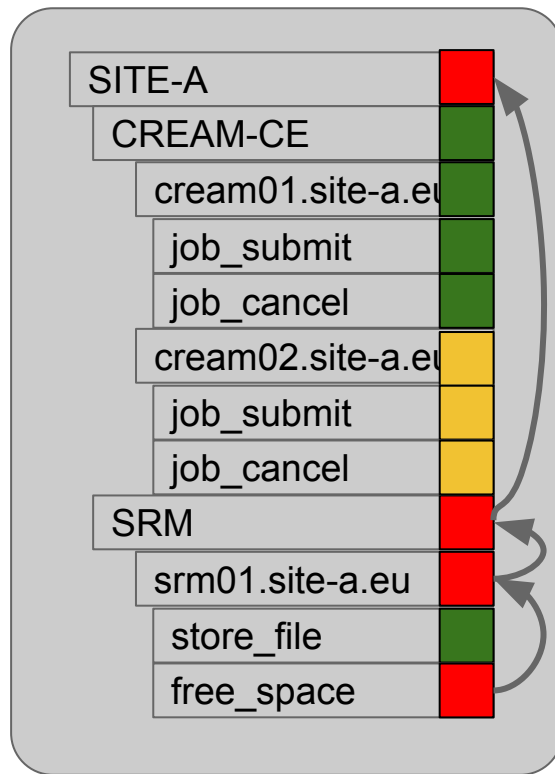 SITE-A
CREAM-CE
cream01.site-a.eu
job_submit
job_cancel
cream02.site-a.eu
job_submit
job_cancel
SRM
srm01.site-a.eu
store_file
free_space